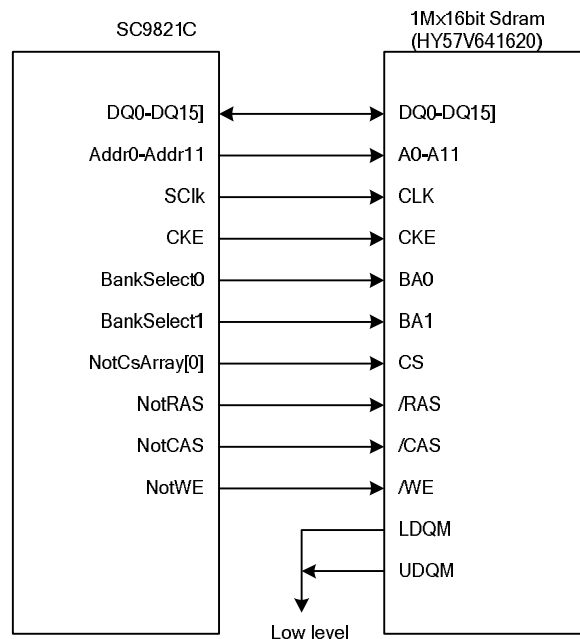 SC9821C
1Mx16bit Sdram
(HY57V641620)
DQ0-DQ15] DQ0-DQ15]
Addr0-Addr11 A0-A11
SClk CLK
CKE CKE
BankSelect0 BA0
BankSelect1 BA1
NotCsArray[0] CS
NotRAS /RAS
NotCAS /CAS
NotWE /WE
LDQM
UDQM
Low level